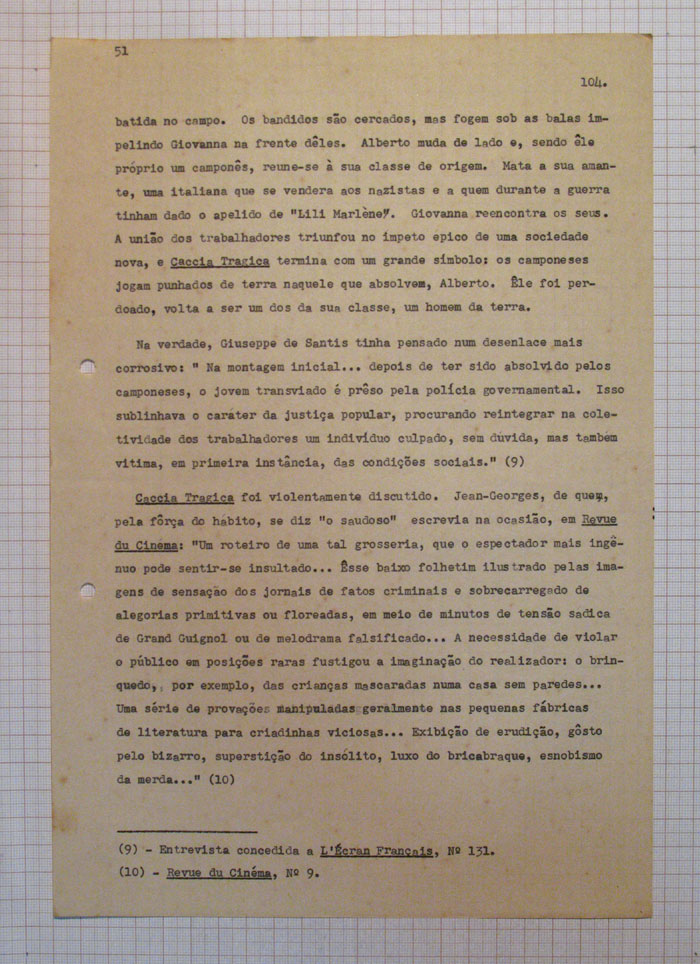 51
104.
batida no campo. Os bandidos são cercados, mas fogem sob as balas im-
pelindo Giovanna na frente dêles. Alberto muda de lado e, sendo êle
próprio um camponês, reune-se à sua classe de origem. Mata a sua aman-
te, uma italiana que se vendera aos nazistas e a quem durante a guerra
tinham dado o apelido de "Lili Marlène". Giovanna reencontra os seus.
A união dos trabalhadores triunfou no impeto epico de uma sociedade
nova, e Caccia Tragica termina com um grande simbolo: os camponeses
jogam punhados de terra naquele que absolvem, Alberto. Êle foi per-
doado, volta a ser um dos da sua classe, um homem da terra.
Na verdade, Giuseppe de Santis tinha pensado num desenlace mais
corrosivo: " Na montagem inicial... depois de ter sido absolvido pelos
camponeses, o jovem transviado é prêso pela polícia governamental. Isso
sublinhava o carater da justiça popular, procurando reintegrar na cole-
tividade dos trabalhadores um indivíduo culpado, sem dúvida, mas tambem
vitima, em primeira instância, das condições sociais." (9)
Caccia Tragica foi violentamente discutido. Jean-Georges, de quem,
pela fôrça do habito, se diz "o saudoso" escrevia na ocasião, em Revue
du Cinema: "Um roteiro de uma tal grosseria, que o espectador mais ingê-
nuo pode sentir-se insultado... Êsse baixo folhetim ilustrado pelas ima-
gens de sensação dos jornais de fatos criminais e sobrecarregado de
alegorias primitivas ou floreadas, em meio de minutos de tensão sadica
de Grand Guignol ou de melodrama falsificado... A necessidade de violar
o público em posições raras fustigou a imaginação do realizador: o brin-
quedo, por exemplo, das crianças mascaradas numa casa sem paredes...
Uma série de provações manipuladas geralmente nas pequenas fábricas
de literatura para criadinhas viciosas... Exibição de erudição, gôsto
pelo bizarro, superstição do insólito, luxo do bricabraque, esnobismo
da merda..." (10)
(9) - Entrevista concedida a L'Écran Français, Nº 131.
(10) - Revue du Cinéma, Nº 9.